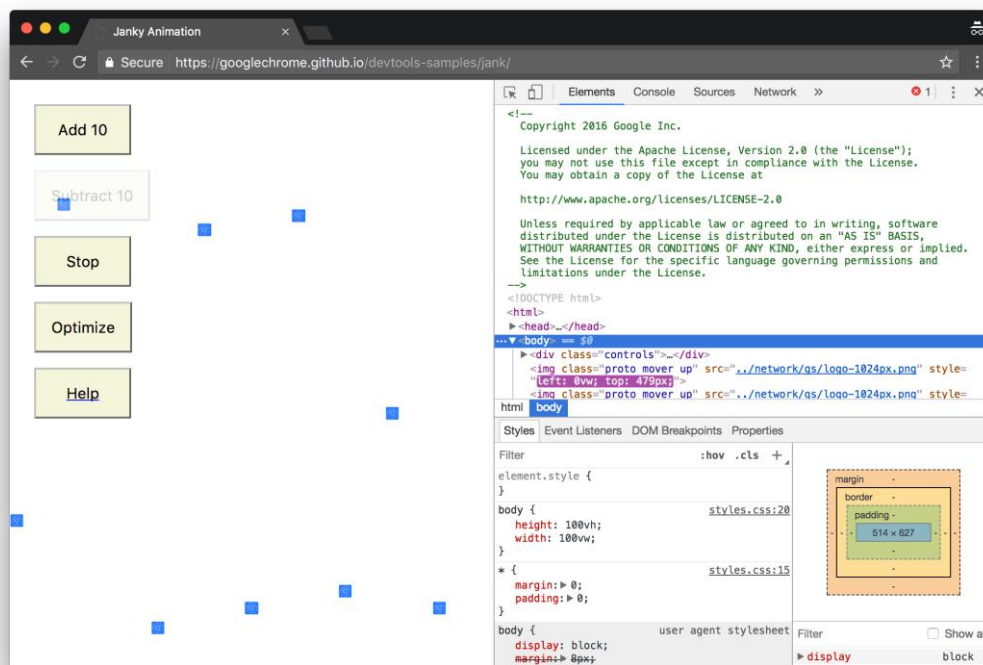 Janky Animation
Secure https://googlechrome.github.io/devtools-samples/jank/
Add 10
Subtract 10
Stop
Optimize
Help
Elements Console Sources Network » 1
<!--
Copyright 2016 Google Inc.
Licensed under the Apache License, Version 2.0 (the "License");
you may not use this file except in compliance with the License.
You may obtain a copy of the License at
http://www.apache.org/licenses/LICENSE-2.0
Unless required by applicable law or agreed to in writing, software
distributed under the License is distributed on an "AS IS" BASIS,
WITHOUT WARRANTIES OR CONDITIONS OF ANY KIND, either express or implied.
See the License for the specific language governing permissions and
limitations under the License.
-->
<!DOCTYPE html>
<html>
▶<head>…</head>
…▼<body> == $0
▶<div class="controls">…</div>
<img class="proto mover up" src="../network/gs/logo-1024px.png" style=
"left: 0vw; top: 479px;">
<img class="proto mover up" src="../network/gs/logo-1024px.png" style=
html body
Styles Event Listeners DOM Breakpoints Properties
Filter :hov .cls +
element.style {
}
body { styles.css:20
height: 100vh;
width: 100vw;
}
* { styles.css:15
margin:▶ 0;
padding:▶ 0;
}
body { user agent stylesheet
display: block;
margin:▶ 8px;
margin -
border -
padding -
- - - 514 × 627 - - -
-
-
-
Filter Show a
▶ display block